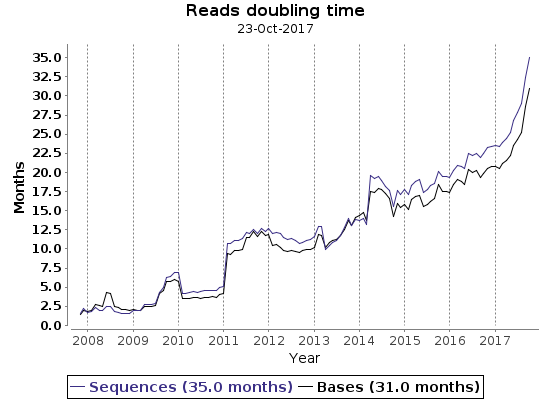 Reads doubling time
23-Oct-2017
35.0
32.5
30.0
27.5
25.0
22.5
20.0
17.5
15.0
12.5
10.0
7.5
5.0
2.5
0.0
Months
2008 2009 2010 2011 2012 2013 2014 2015 2016 2017
Year
Sequences (35.0 months) Bases (31.0 months)